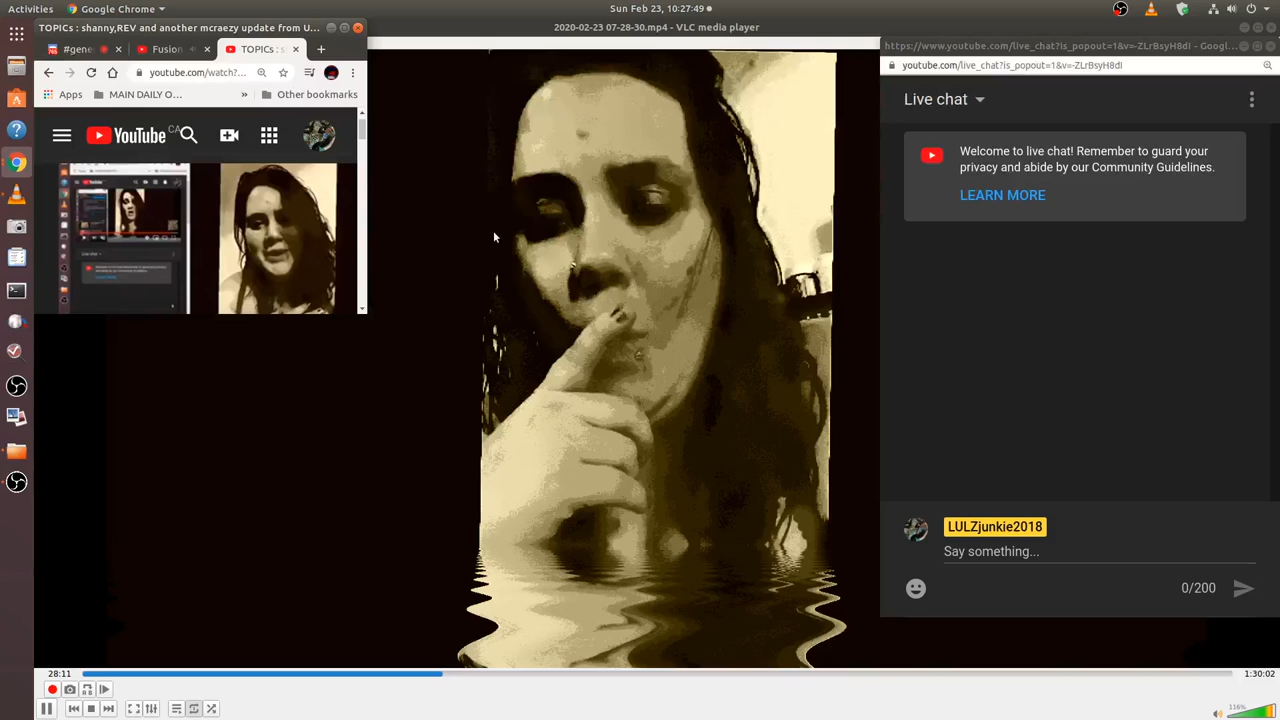 Activities
Google Chrome
Sun Feb 23, 10:27:49
TOPICs : shanny,REV and another mcraezy update from U...
2020-02-23 07-28-30.mp4 - VLC media player
https://www.youtube.com/live_chat?is_popout=1&v=-ZLrBsyH8dI - Googl...
#gene
Fusion
TOPICs : s
youtube.com/watch?...
youtube.com/live_chat?is_popout=1&v=-ZLrBsyH8dI
Apps
MAIN DAILY O...
»
Other bookmarks
YouTube CA
Live chat
Welcome to live chat! Remember to guard your
privacy and abide by our Community Guidelines.
LEARN MORE
LULZjunkie2018
Say something...
0/200
28:11
1:30:02
116%